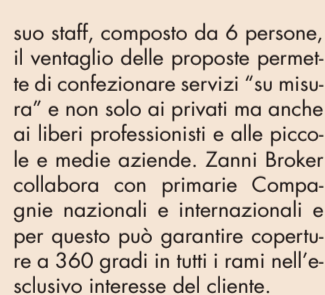 suo staff, composto da 6 persone,
il ventaglio delle proposte permet-
te di confezionare servizi “su misu-
ra” e non solo ai privati ma anche
ai liberi professionisti e alle picco-
le e medie aziende. Zanni Broker
collabora con primarie Compa-
gnie nazionali e internazionali e
per questo può garantire copertu-
re a 360 gradi in tutti i rami nell’e-
sclusivo interesse del cliente.